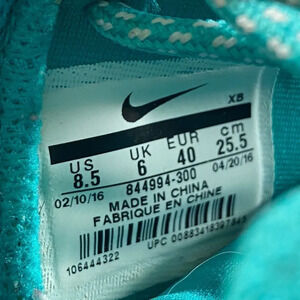 XB
US UK EUR cm
8.5 6 40 25.5
02/10/16 844994-300 04/20/16
MADE IN CHINA
FABRIQUE EN CHINE
UPC
106444322